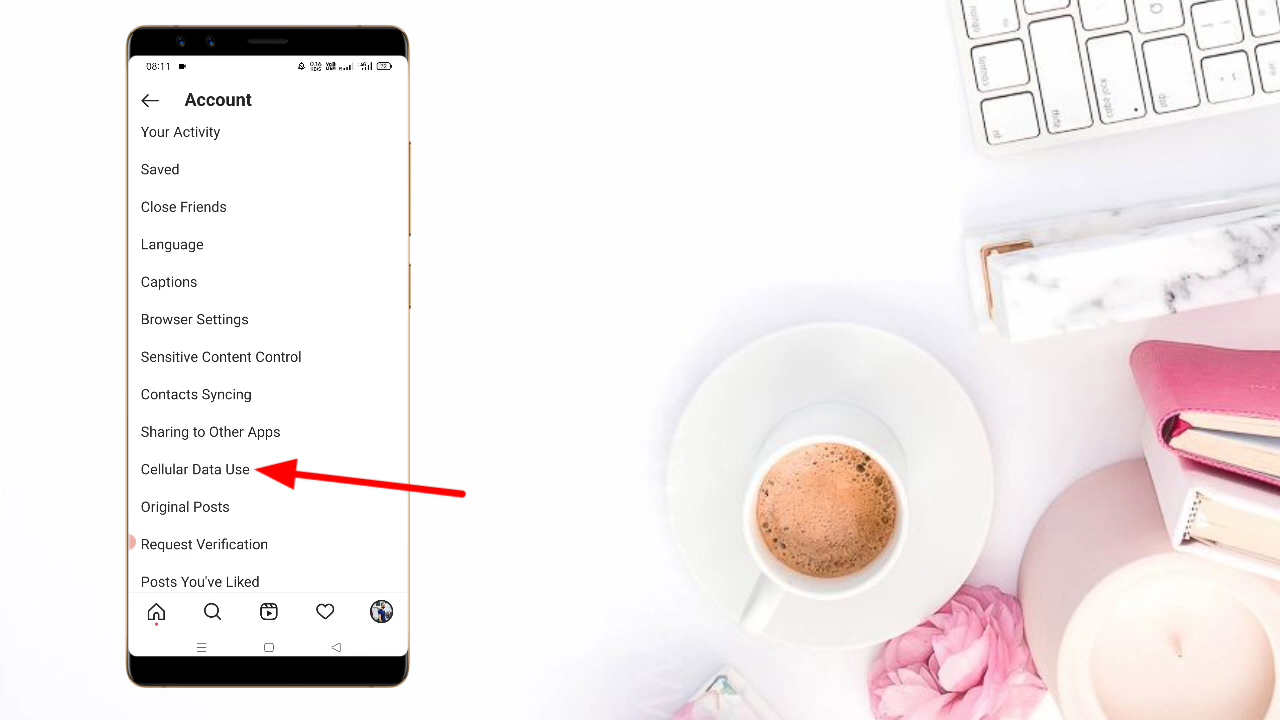 08:11
Account
Your Activity
Saved
Close Friends
Language
Captions
Browser Settings
Sensitive Content Control
Contacts Syncing
Sharing to Other Apps
Cellular Data Use
Original Posts
Request Verification
Posts You've Liked